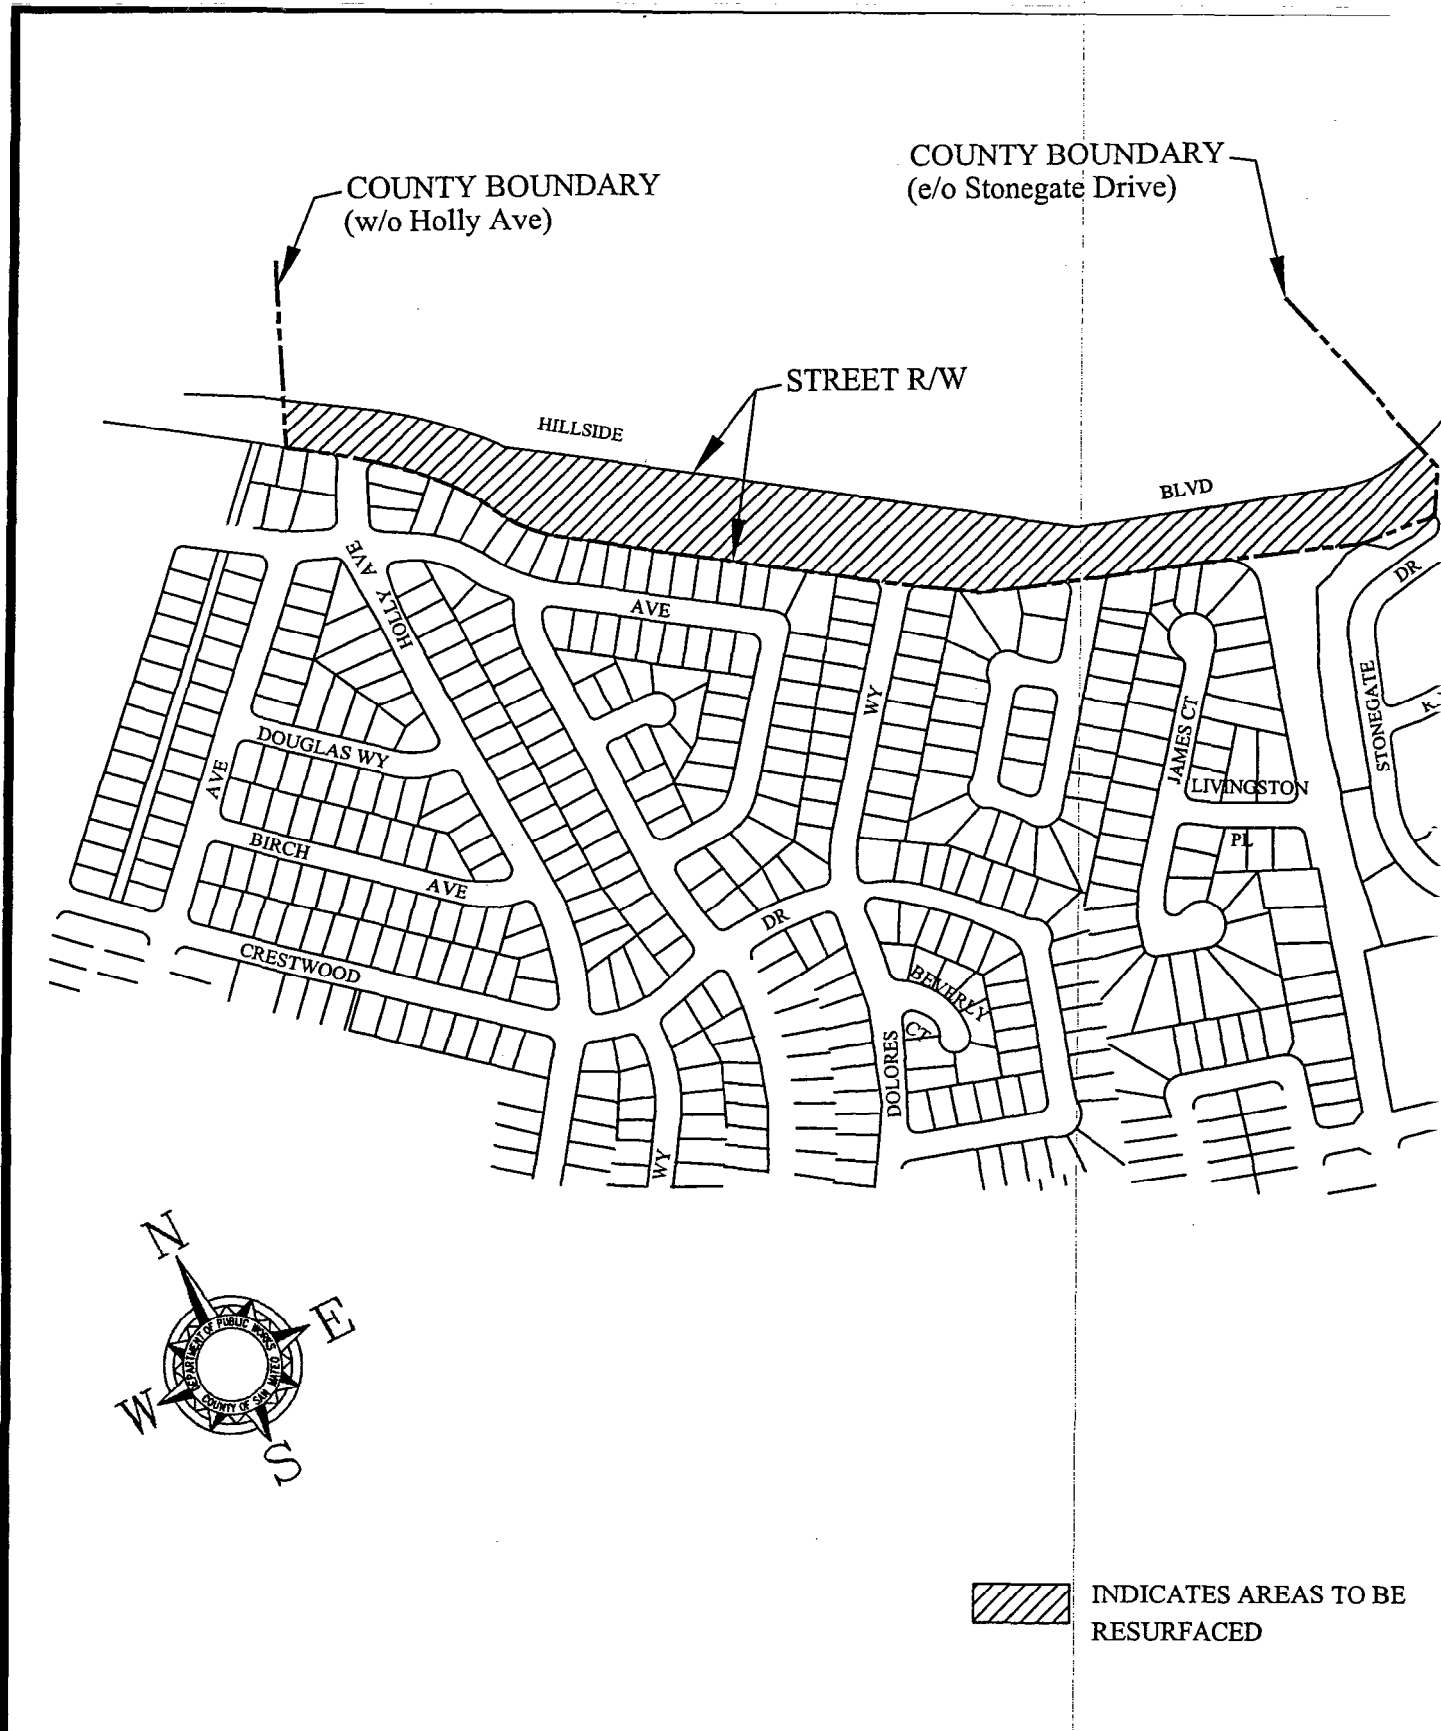 COUNTY BOUNDARY
(w/o Holly Ave)
COUNTY BOUNDARY
(e/o Stonegate Drive)
STREET R/W
HILLSIDE
BLVD
AVE
HOLLY
AVE
DR
STONEGATE
WY
JAMES CT
LIVINGSTON
PL
DOUGLAS WY
AVE
BIRCH
AVE
CRESTWOOD
DR
BEVERLY
CT
DOLORES
WY
N
E
W
S
DEPARTMENT OF PUBLIC WORKS
COUNTY OF SAN MATEO
INDICATES AREAS TO BE
RESURFACED